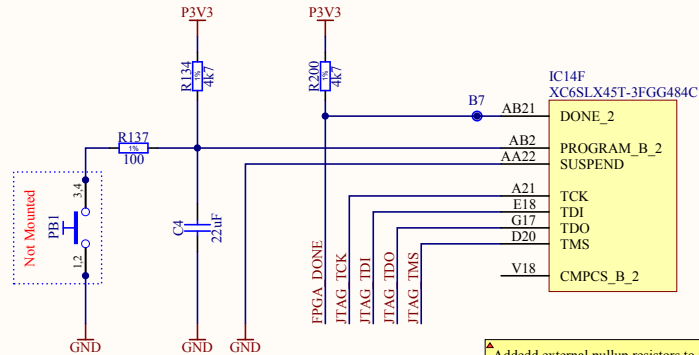 P3V3
P3V3
R134
1%
4k7
R200
1%
4k7
IC14F
XC6SLX45T-3FGG484C
B7
AB21
DONE_2
R137
1%
100
AB2
PROGRAM_B_2
AA22
SUSPEND
A21
TCK
E18
TDI
G17
TDO
D20
TMS
V18
CMPCS_B_2
Not Mounted
PB1
3,4
1,2
C4
22uF
FPGA_DONE
JTAG_TCK
JTAG_TDI
JTAG_TDO
JTAG_TMS
GND
GND
GND
Addedd external pullup resistors to